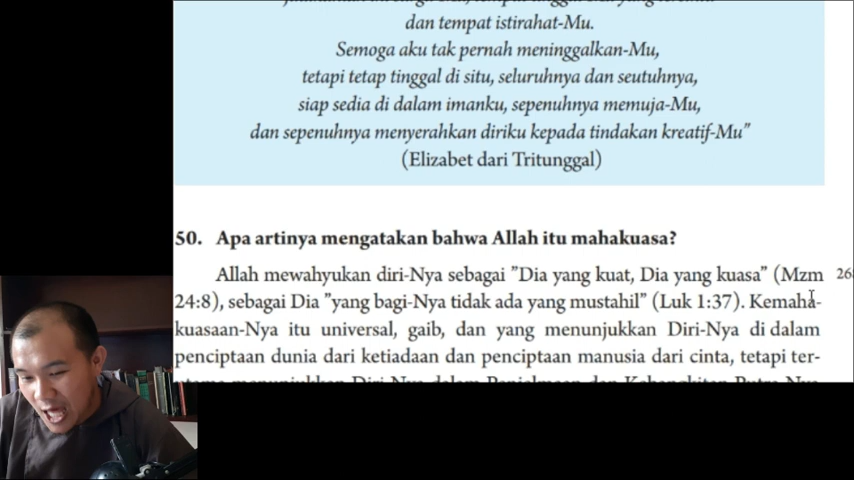 dan tempat istirahat-Mu.
Semoga aku tak pernah meninggalkan-Mu,
tetapi tetap tinggal di situ, seluruhnya dan seutuhnya,
siap sedia di dalam imanku, sepenuhnya memuja-Mu,
dan sepenuhnya menyerahkan diriku kepada tindakan kreatif-Mu”
(Elizabet dari Tritunggal)
50. Apa artinya mengatakan bahwa Allah itu mahakuasa?
Allah mewahyukan diri-Nya sebagai ”Dia yang kuat, Dia yang kuasa” (Mzm
24:8), sebagai Dia ”yang bagi-Nya tidak ada yang mustahil” (Luk 1:37). Kemaha-
kuasaan-Nya itu universal, gaib, dan yang menunjukkan Diri-Nya di dalam
penciptaan dunia dari ketiadaan dan penciptaan manusia dari cinta, tetapi ter-